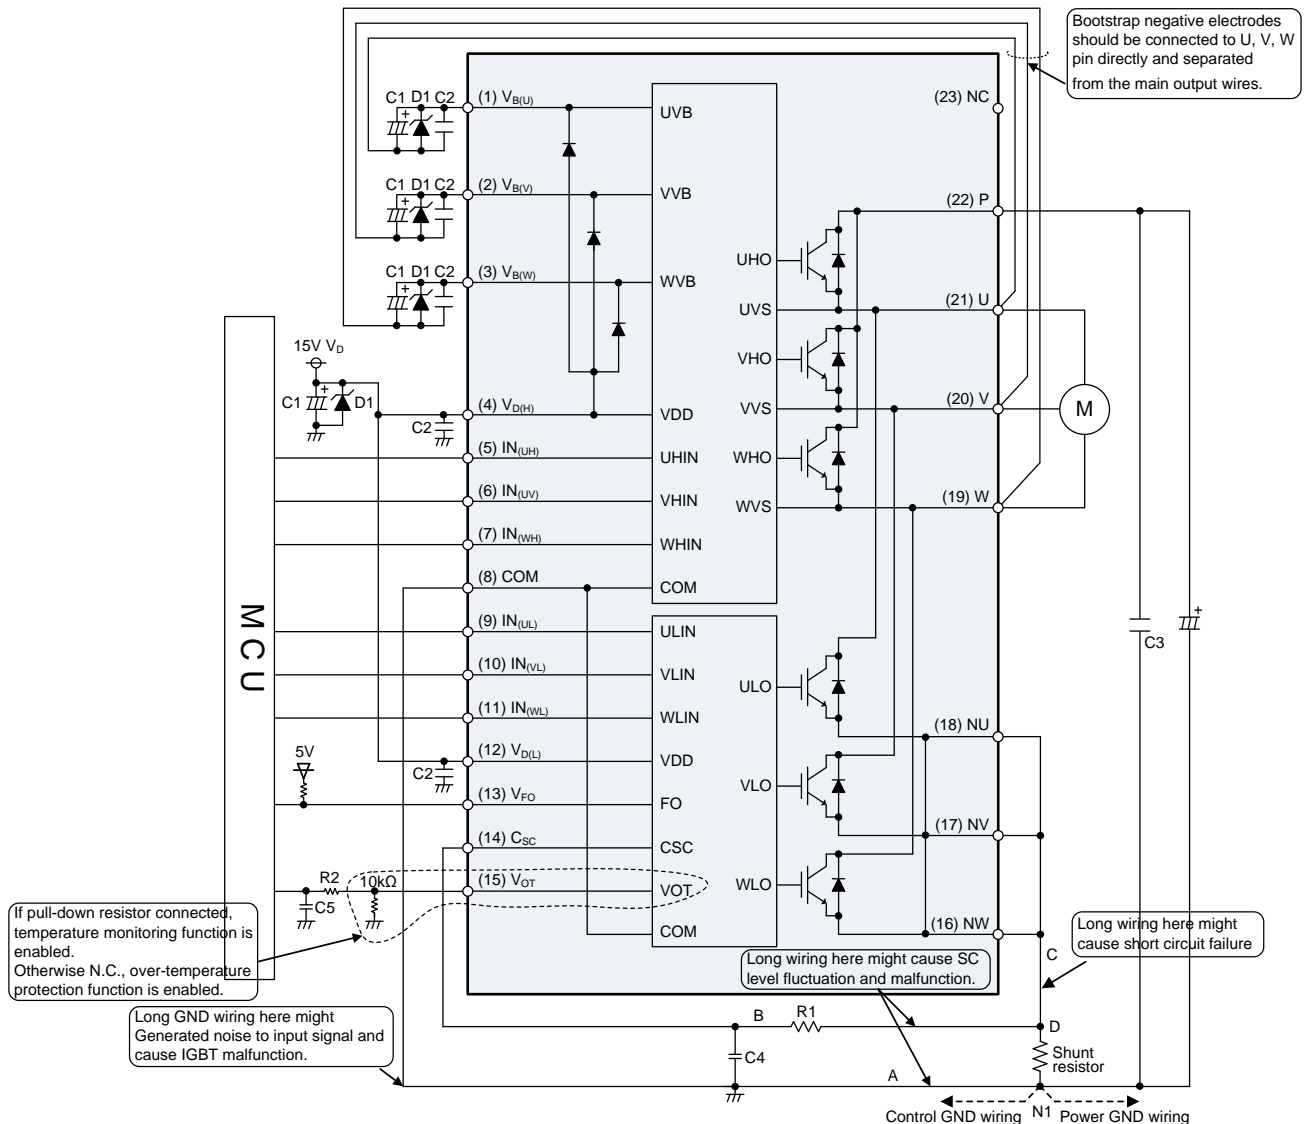 Bootstrap negative electrodes
should be connected to U, V, W
pin directly and separated
from the main output wires.
C1 D1 C2
+
(1) VB(U)
UVB
(23) NC
C1 D1 C2
+
(2) VB(V)
VVB
(22) P
UHO
C1 D1 C2
+
(3) VB(W)
WVB
UVS
(21) U
15V VD
VHO
C1
+
D1
(4) VD(H)
VDD
VVS
(20) V
M
C2
(5) IN(UH)
UHIN
WHO
(6) IN(UV)
VHIN
WVS
(19) W
(7) IN(WH)
WHIN
(8) COM
COM
MCU
(9) IN(UL)
ULIN
+
C3
(10) IN(VL)
VLIN
ULO
(11) IN(WL)
WLIN
(18) NU
5V
(12) VD(L)
VDD
C2
VLO
(13) VFO
FO
(17) NV
(14) CSC
CSC
R2
10kΩ
(15) VOT
VOT
WLO
C5
COM
(16) NW
If pull-down resistor connected,
temperature monitoring function is
enabled.
Otherwise N.C., over-temperature
protection function is enabled.
Long wiring here might
cause short circuit failure
C
Long wiring here might cause SC
level fluctuation and malfunction.
Long GND wiring here might
Generated noise to input signal and
cause IGBT malfunction.
B
R1
D
C4
Shunt
resistor
A
Control GND wiring
N1
Power GND wiring